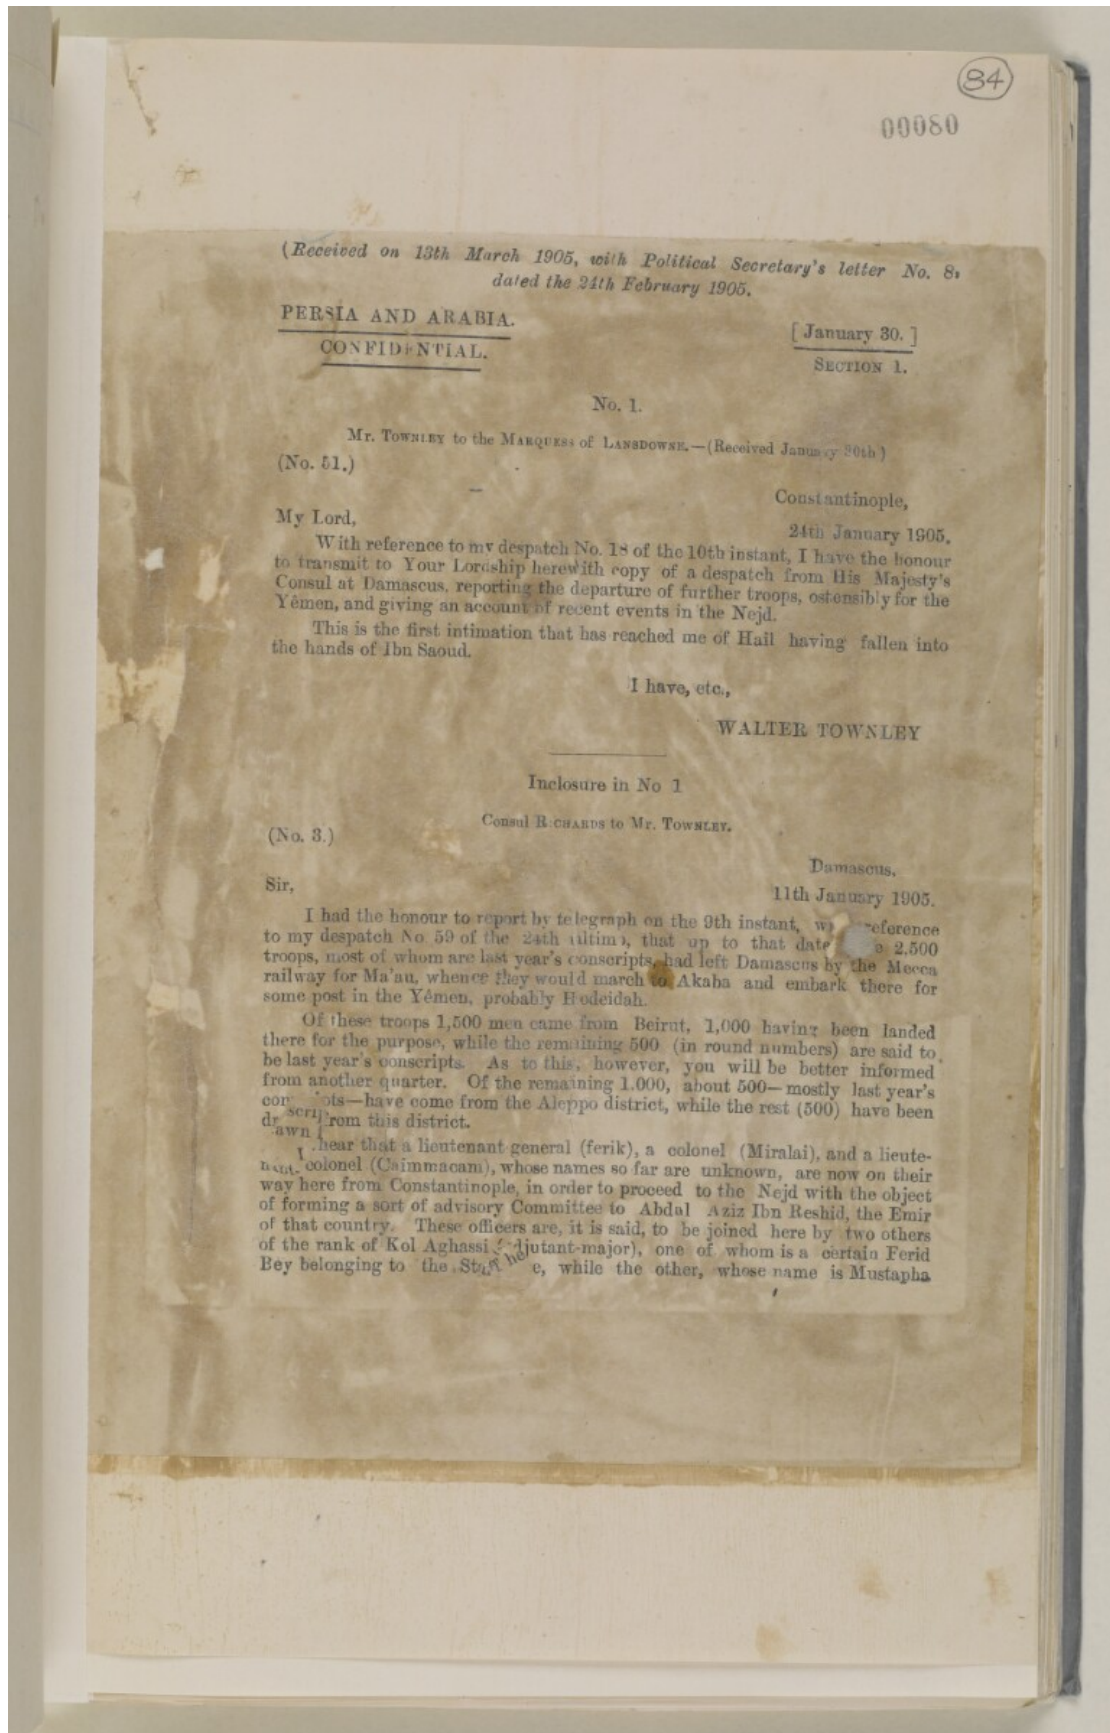 84
00080
(Received on 13th March 1905, with Political Secretary's letter No. 8,
dated the 24th February 1905.
PERSIA AND ARABIA.
[January 30.]
CONFIDENTIAL.
SECTION 1.
No. 1.
Mr. TOWNLEY to the MARQUESS of LANSDOWNE.—(Received January 30th)
(No. 51.)
Constantinople,
24th January 1905.
My Lord,
With reference to my despatch No. 18 of the 10th instant, I have the honour
to transmit to Your Lordship herewith copy of a despatch from His Majesty's
Consul at Damascus, reporting the departure of further troops, ostensibly for the
Yêmen, and giving an account of recent events in the Nejd.
This is the first intimation that has reached me of Hail having fallen into
the hands of Ibn Saoud.
I have, etc.,
WALTER TOWNLEY
Inclosure in No 1
Consul RICHARDS to Mr. TOWNLEY.
(No. 3.)
Damascus,
11th January 1905.
Sir,
I had the honour to report by telegraph on the 9th instant, reference
to my despatch No 59 of the 24th ultimo, that up to that date 2,500
troops, most of whom are last year's conscripts, had left Damascus by the Mecca
railway for Ma'an, whence they would march to Akaba and embark there for
some post in the Yêmen, probably Hodeidah.
Of these troops 1,500 men came from Beirut, 1,000 having been landed
there for the purpose, while the remaining 500 (in round numbers) are said to
be last year's conscripts. As to this, however, you will be better informed
from another quarter. Of the remaining 1.000, about 500—mostly last year's
conscripts—have come from the Aleppo district, while the rest (500) have been
drawn from this district.
I hear that a lieutenant general (ferik), a colonel (Miralai), and a lieute-
nant colonel (Caimmacam), whose names so far are unknown, are now on their
way here from Constantinople, in order to proceed to the Nejd with the object
of forming a sort of advisory Committee to Abdul Aziz Ibn Reshid, the Emir
of that country. These officers are, it is said, to be joined here by two others
of the rank of Kol Aghassi (adjutant-major), one of whom is a certain Ferid
Bey belonging to the Staff here, while the other, whose name is Mustapha